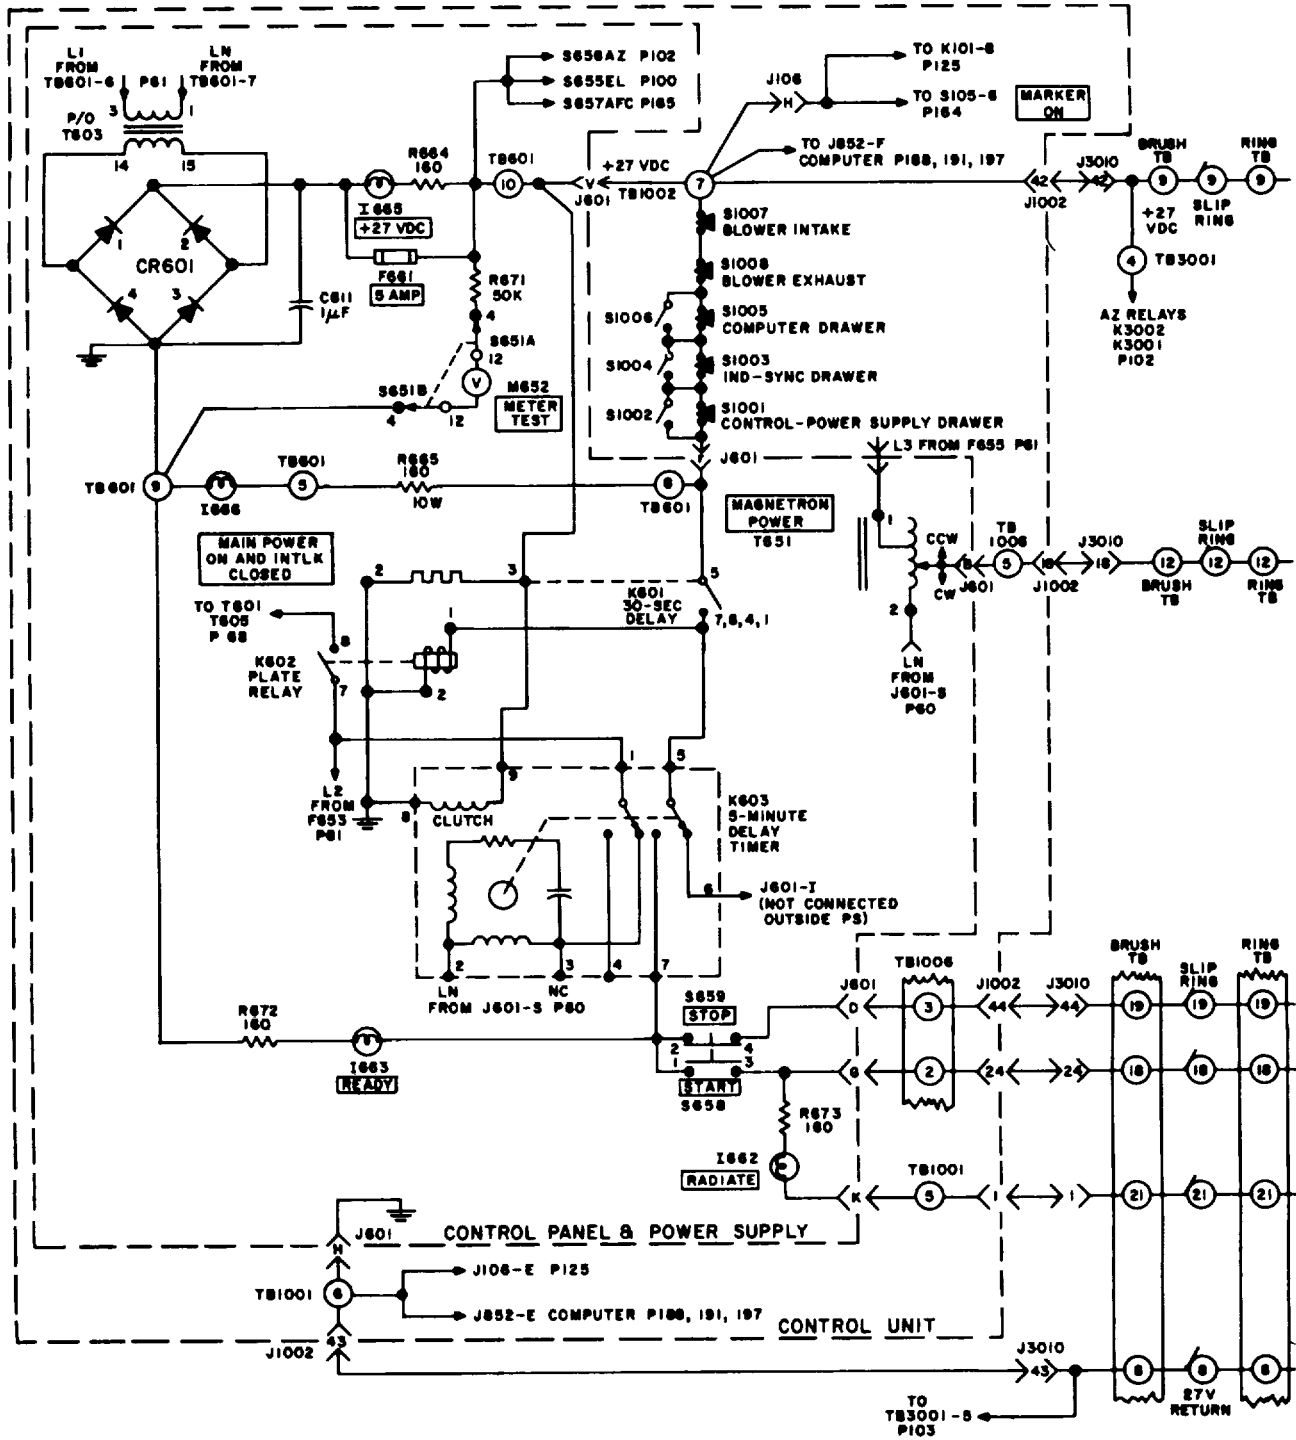 L1
FROM
TB601-6
P61
LN
FROM
TB601-7
3
1
P/O
T603
14
15
S656AZ P102
S655EL P100
S657AFC P165
TO K101-B
P125
J106
H
TO S105-6
P164
MARKER
ON
TO J852-F
COMPUTER P188, 191, 197
R664
160
TB601
10
+27 VDC
V
J601
TB1002
7
42
J1002
J3010
42
BRUSH
TB
9
+27
VDC
9
SLIP
RING
RING
TB
9
4
TB3001
AZ RELAYS
K3002
K3001
P102
I665
+27 VDC
F661
5 AMP
1
2
CR601
4
3
C611
1µF
R671
50K
4
S651A
12
V
S651B
4
12
M652
METER
TEST
S1007
BLOWER INTAKE
S1008
BLOWER EXHAUST
S1006
S1005
COMPUTER DRAWER
S1004
S1003
IND-SYNC DRAWER
S1002
S1001
CONTROL-POWER SUPPLY DRAWER
L3 FROM F655 P61
J601
TB601
9
I666
TB601
5
R665
160
10W
8
TB601
MAGNETRON
POWER
T651
MAIN POWER
ON AND INTLK
CLOSED
1
CCW
CW
2
B
J601
TB
1006
5
18
J1002
J3010
18
12
BRUSH
TB
SLIP
RING
12
12
RING
TB
LN
FROM
J601-S
P60
2
3
5
K601
30-SEC
DELAY
7,8,4,1
TO T601
T605
P 68
8
K602
PLATE
RELAY
7
1
2
L2
FROM
F653
P61
9
1
5
8
CLUTCH
K603
5-MINUTE
DELAY
TIMER
6
J601-I
(NOT CONNECTED
OUTSIDE PS)
2
3
4
7
LN
NC
FROM J601-S P60
R672
160
I663
READY
S659
STOP
2
4
1
3
START
S658
J601
D
TB1006
3
J1002
44
J3010
44
BRUSH
TB
19
SLIP
RING
19
RING
TB
19
G
2
24
24
18
18
18
R673
160
I662
RADIATE
K
TB1001
5
1
1
21
21
21
J601
H
CONTROL PANEL & POWER SUPPLY
TB1001
6
J106-E P125
J852-E COMPUTER P188, 191, 197
CONTROL UNIT
43
J1002
J3010
43
8
8
8
27V
RETURN
TO
TB3001-5
P103